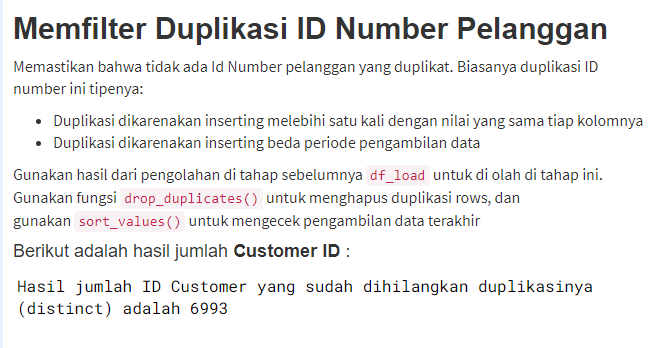 Memfilter Duplikasi ID Number Pelanggan
Memastikan bahwa tidak ada Id Number pelanggan yang duplikat. Biasanya duplikasi ID
number ini tipenya:
• Duplikasi dikarenakan inserting melebihi satu kali dengan nilai yang sama tiap kolomnya
• Duplikasi dikarenakan inserting beda periode pengambilan data
Gunakan hasil dari pengolahan di tahap sebelumnya df_load untuk di olah di tahap ini.
Gunakan fungsi drop_duplicates() untuk menghapus duplikasi rows, dan
gunakan sort_values() untuk mengecek pengambilan data terakhir
Berikut adalah hasil jumlah Customer ID :
Hasil jumlah ID Customer yang sudah dihilangkan duplikasinya
(distinct) adalah 6993